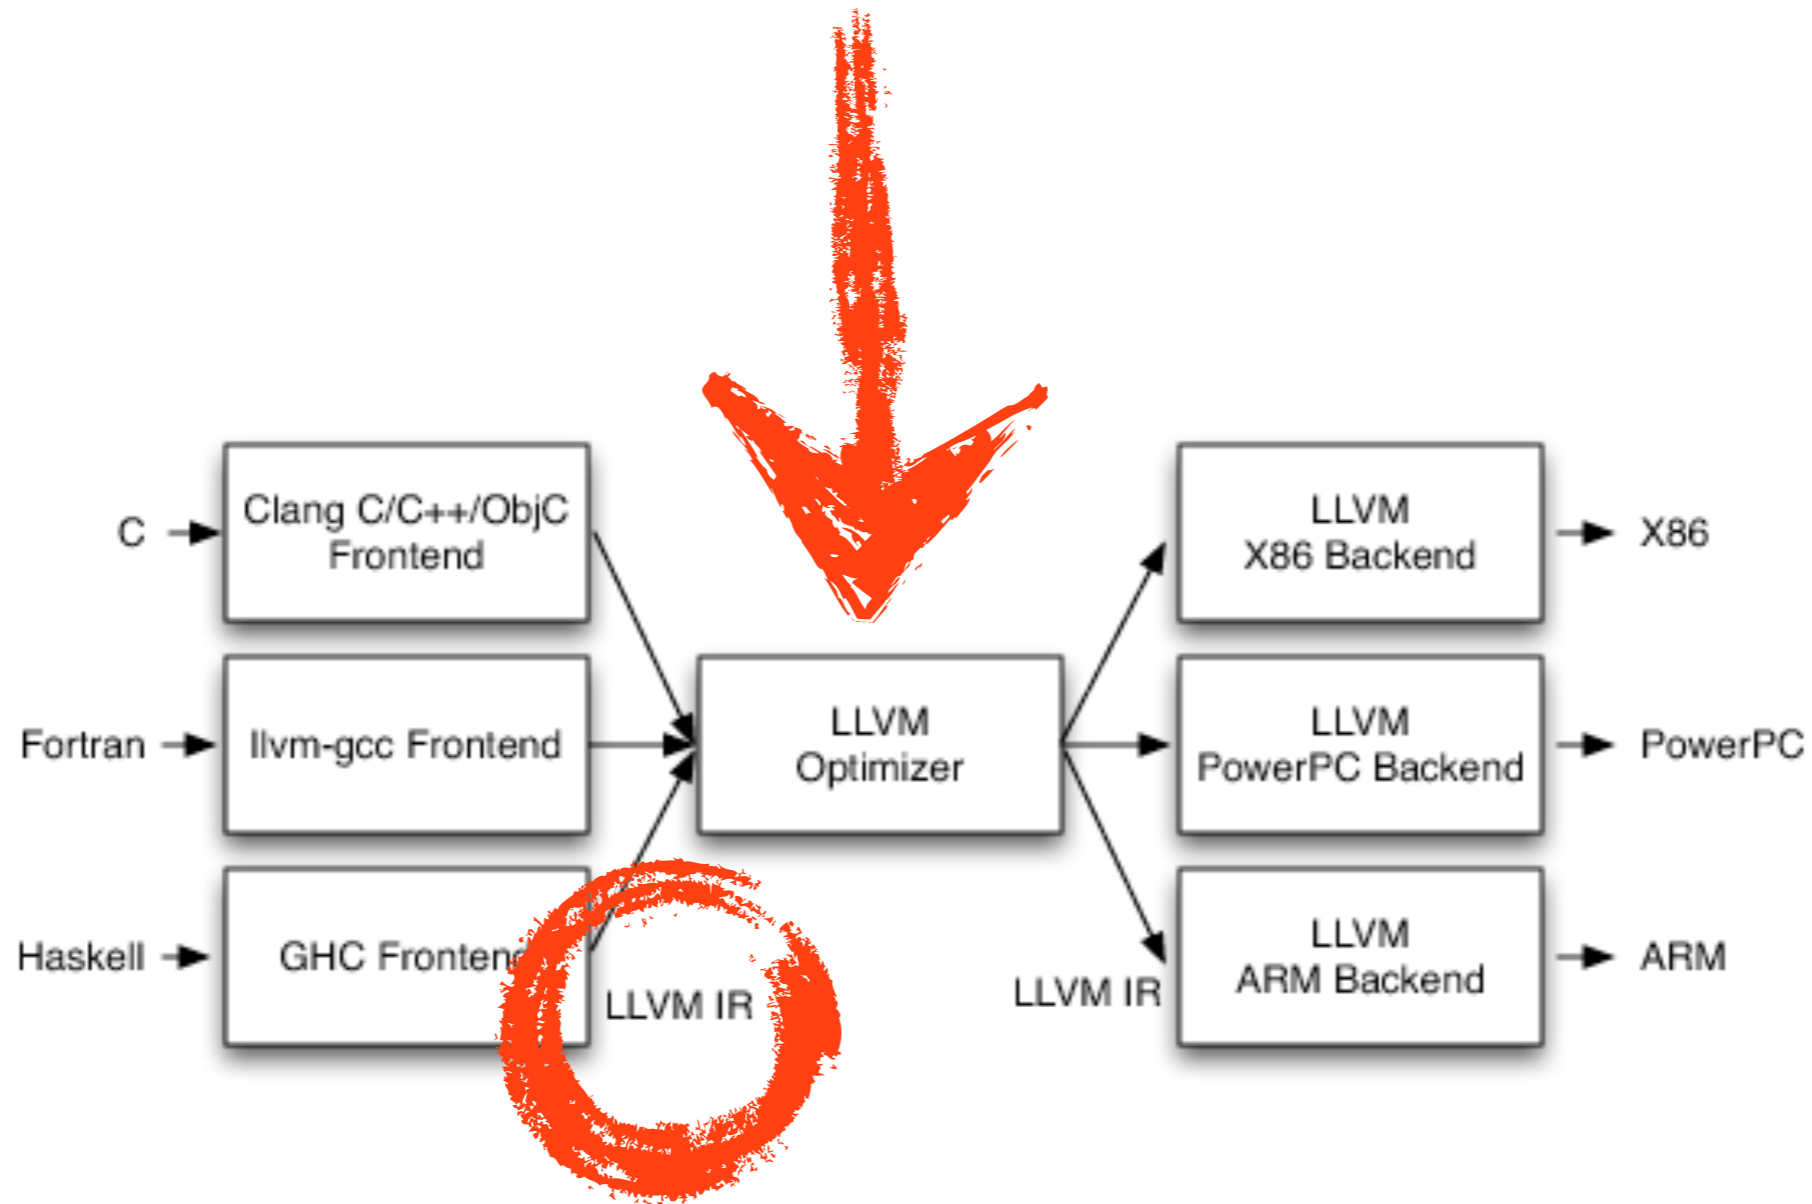 C
Clang C/C++/ObjC
Frontend
LLVM
X86 Backend
X86
Fortran
llvm-gcc Frontend
LLVM
Optimizer
LLVM
PowerPC Backend
PowerPC
Haskell
GHC Frontend
LLVM IR
LLVM IR
LLVM
ARM Backend
ARM